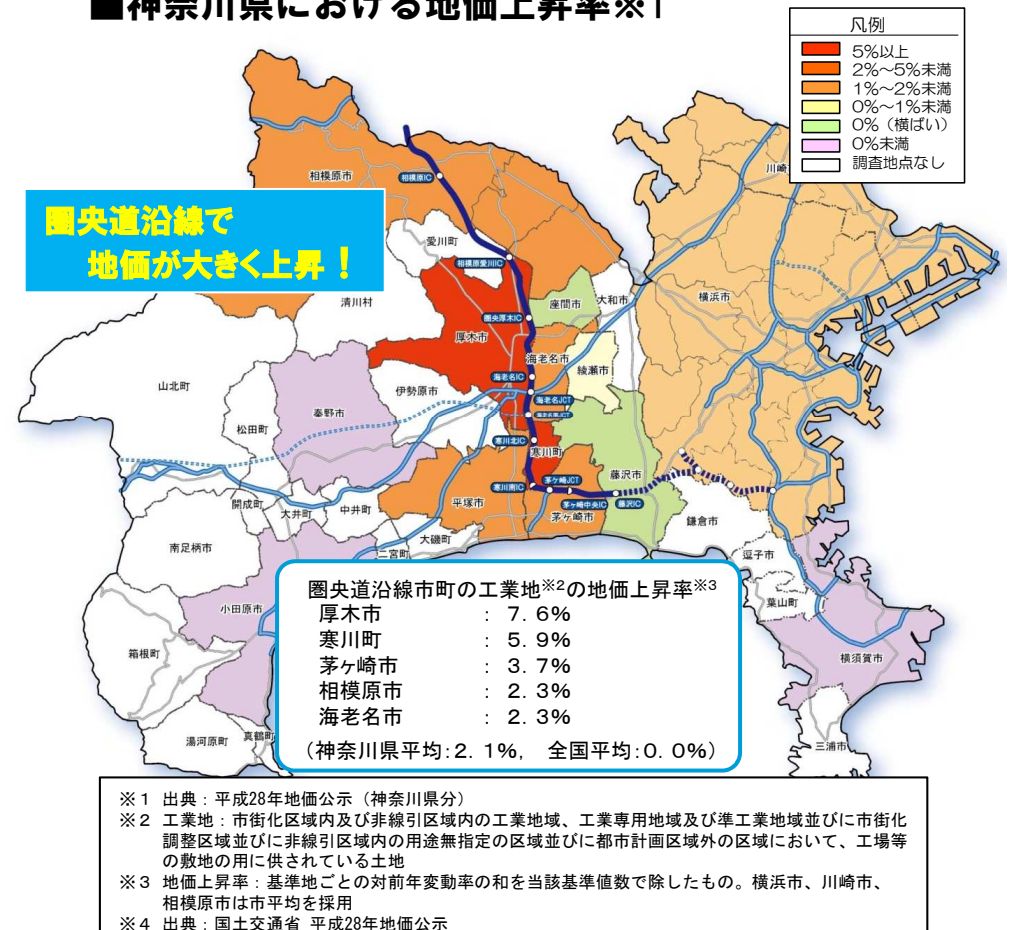 ■神奈川県における地価上昇率※1
凡例
5%以上
2%～5%未満
1%～2%未満
0%～1%未満
0%（横ばい）
0%未満
調査地点なし
圏央道沿線で
地価が大きく上昇！
相模原市
相模原IC
川崎
愛川町
相模原愛川IC
清川村
座間市
大和市
横浜市
圏央厚木IC
厚木市
海老名市
綾瀬市
海老名IC
山北町
伊勢原市
海老名JCT
海老名南JCT
秦野市
松田町
寒川北IC
寒川町
藤沢市
寒川南IC
茅ヶ崎JCT
開成町
大井町
中井町
平塚市
茅ヶ崎中央IC
藤沢IC
茅ヶ崎市
鎌倉市
南足柄市
二宮町
大磯町
逗子市
小田原市
葉山町
箱根町
横須賀市
湯河原町
真鶴町
三浦市
圏央道沿線市町の工業地※2の地価上昇率※3
厚木市 : 7.6%
寒川町 : 5.9%
茅ヶ崎市 : 3.7%
相模原市 : 2.3%
海老名市 : 2.3%
（神奈川県平均:2.1%, 全国平均:0.0%）
※1 出典：平成28年地価公示（神奈川県分）
※2 工業地：市街化区域内及び非線引区域内の工業地域、工業専用地域及び準工業地域並びに市街化
調整区域並びに非線引区域内の用途無指定の区域並びに都市計画区域外の区域において、工場等
の敷地の用に供されている土地
※3 地価上昇率：基準地ごとの対前年変動率の和を当該基準値数で除したもの。横浜市、川崎市、
相模原市は市平均を採用
※4 出典：国土交通省 平成28年地価公示